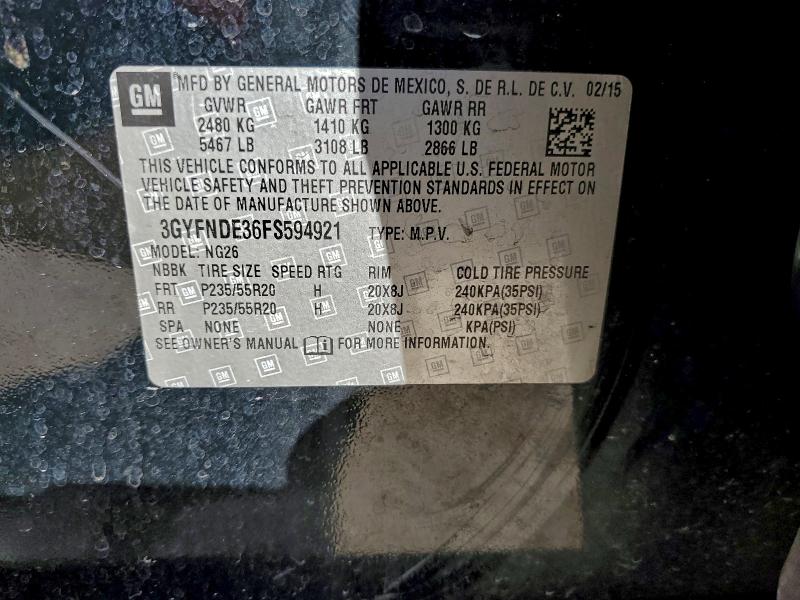 GM MFD BY GENERAL MOTORS DE MEXICO, S. DE R.L. DE C.V. 02/15
GVWR GAWR FRT GAWR RR
2480 KG 1410 KG 1300 KG
5467 LB 3108 LB 2866 LB
THIS VEHICLE CONFORMS TO ALL APPLICABLE U.S. FEDERAL MOTOR
VEHICLE SAFETY AND THEFT PREVENTION STANDARDS IN EFFECT ON
THE DATE OF MANUFACTURE SHOWN ABOVE.
3GYFNDE36FS594921 TYPE: M.P.V.
MODEL: NG26
NBBK TIRE SIZE SPEED RTG RIM COLD TIRE PRESSURE
FRT P235/55R20 H 20X8J 240KPA(35PSI)
RR P235/55R20 H 20X8J 240KPA(35PSI)
SPA NONE NONE KPA(PSI)
SEE OWNER'S MANUAL FOR MORE INFORMATION.